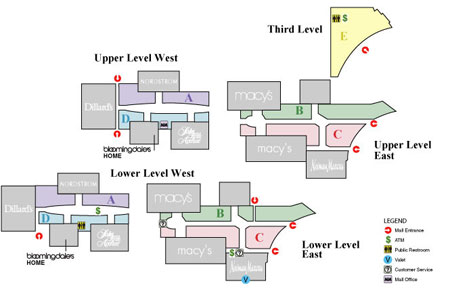 Third Level
$
E
Upper Level West
NORDSTROM
Dillard's
A
D
Saks Fifth Avenue
bloomingdales
HOME
macy's
B
C
macy's
Neiman Marcus
Upper Level
East
Lower Level West
NORDSTROM
Dillard's
A
D
$
Saks Fifth Avenue
bloomingdales
HOME
macy's
B
?
C
macy's
$
?
Neiman Marcus
V
Lower Level
East
LEGEND
Mall Entrance
$ ATM
Public Restroom
V Valet
? Customer Service
Mall Office